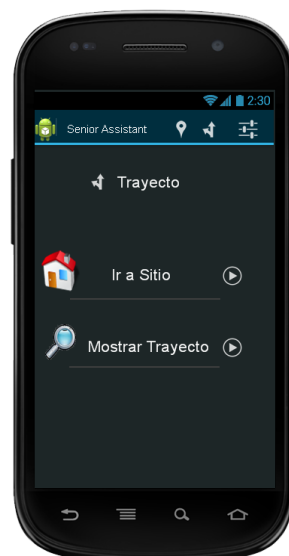 2:30
Senior Assistant
Trayecto
Ir a Sitio
Mostrar Trayecto